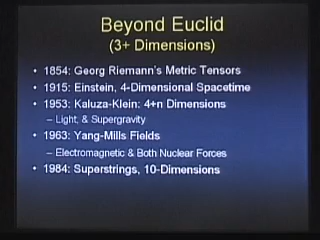 Beyond Euclid
(3+ Dimensions)
• 1854: Georg Riemann's Metric Tensors
• 1915: Einstein, 4-Dimensional Spacetime
• 1953: Kaluza-Klein: 4+n Dimensions
– Light, & Supergravity
• 1963: Yang-Mills Fields
– Electromagnetic & Both Nuclear Forces
• 1984: Superstrings, 10-Dimensions